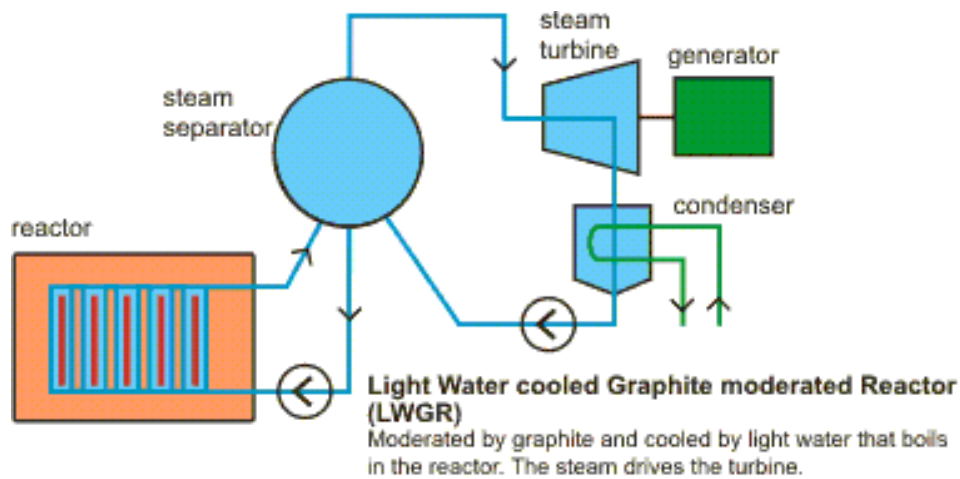 steam
turbine
generator
steam
separator
condenser
reactor
Light Water cooled Graphite moderated Reactor
(LWGR)
Moderated by graphite and cooled by light water that boils
in the reactor. The steam drives the turbine.